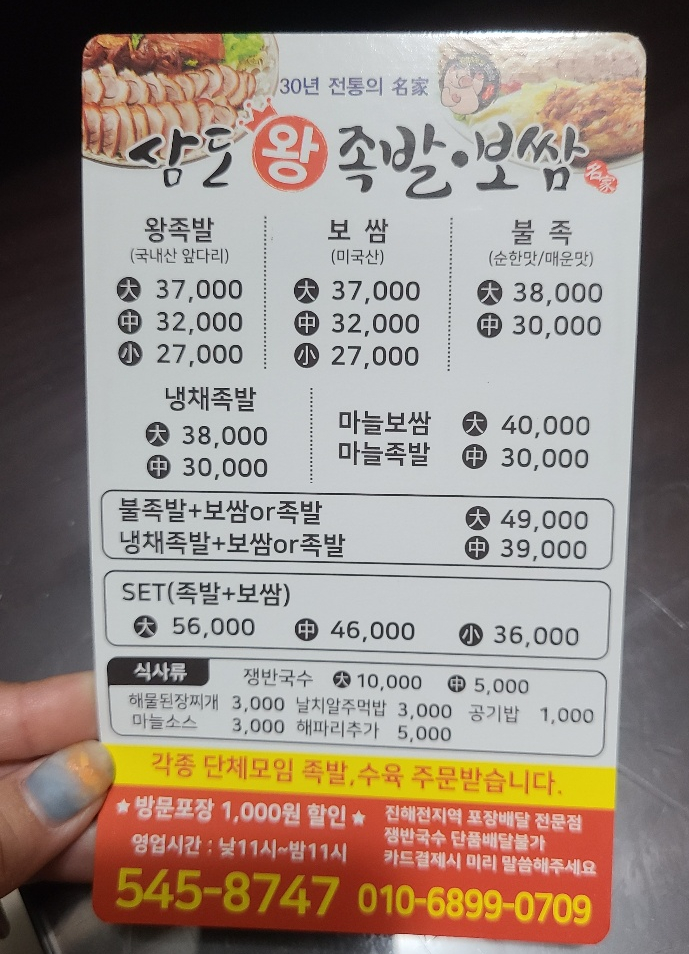 30년 전통의 名家
삼도 왕 족발·보쌈 名家
왕족발
(국내산 앞다리)
大 37,000
中 32,000
小 27,000
보 쌈
(미국산)
大 37,000
中 32,000
小 27,000
불 족
(순한맛/매운맛)
大 38,000
中 30,000
냉채족발
大 38,000
中 30,000
마늘보쌈 大 40,000
마늘족발 中 30,000
불족발+보쌈or족발 大 49,000
냉채족발+보쌈or족발 中 39,000
SET(족발+보쌈)
大 56,000 中 46,000 小 36,000
식사류 쟁반국수 大 10,000 中 5,000
해물된장찌개 3,000 날치알주먹밥 3,000 공기밥 1,000
마늘소스 3,000 해파리추가 5,000
각종 단체모임 족발,수육 주문받습니다.
★방문포장 1,000원 할인★
영업시간 : 낮11시~밤11시
진해전지역 포장배달 전문점
쟁반국수 단품배달불가
카드결제시 미리 말씀해주세요
545-8747 010-6899-0709